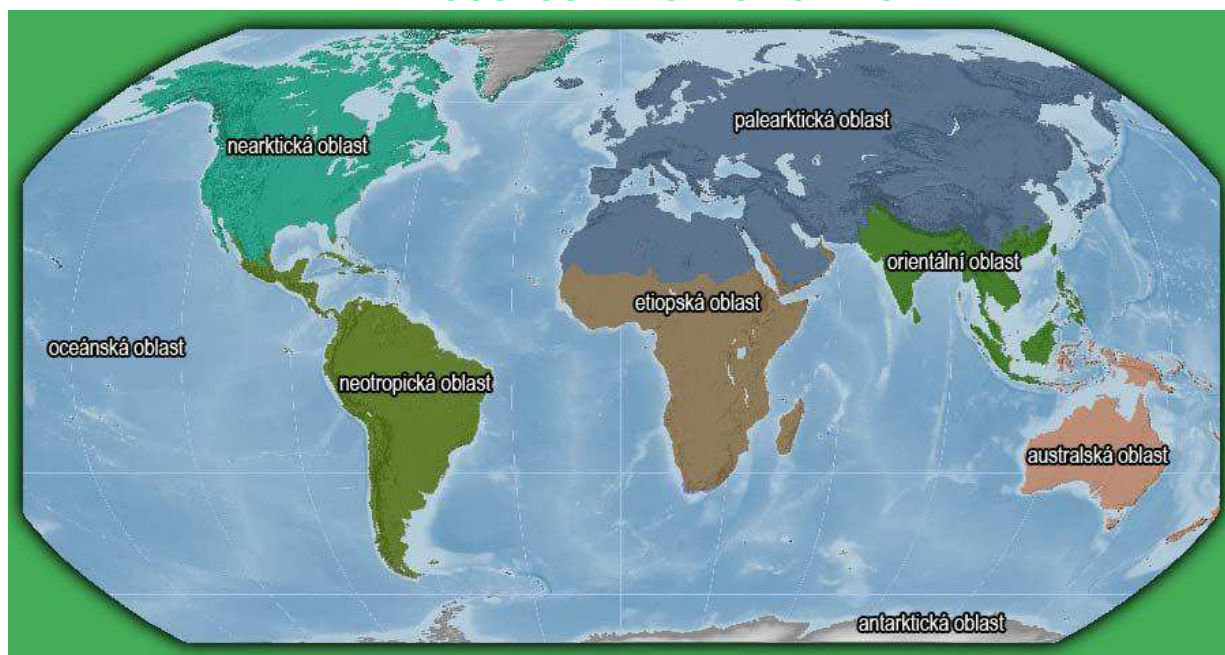 nearktická oblast
palearktická oblast
orientální oblast
etiopská oblast
oceánská oblast
neotropická oblast
australská oblast
antarktická oblast